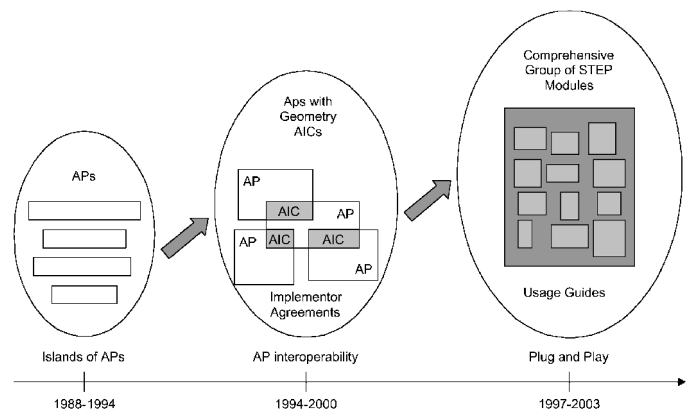 APs
Islands of APs
1988-1994
Aps with
Geometry
AICs
AP
AIC
AP
AP
AIC
AIC
AP
Implementor
Agreements
AP interoperability
1994-2000
Comprehensive
Group of STEP
Modules
Usage Guides
Plug and Play
1997-2003